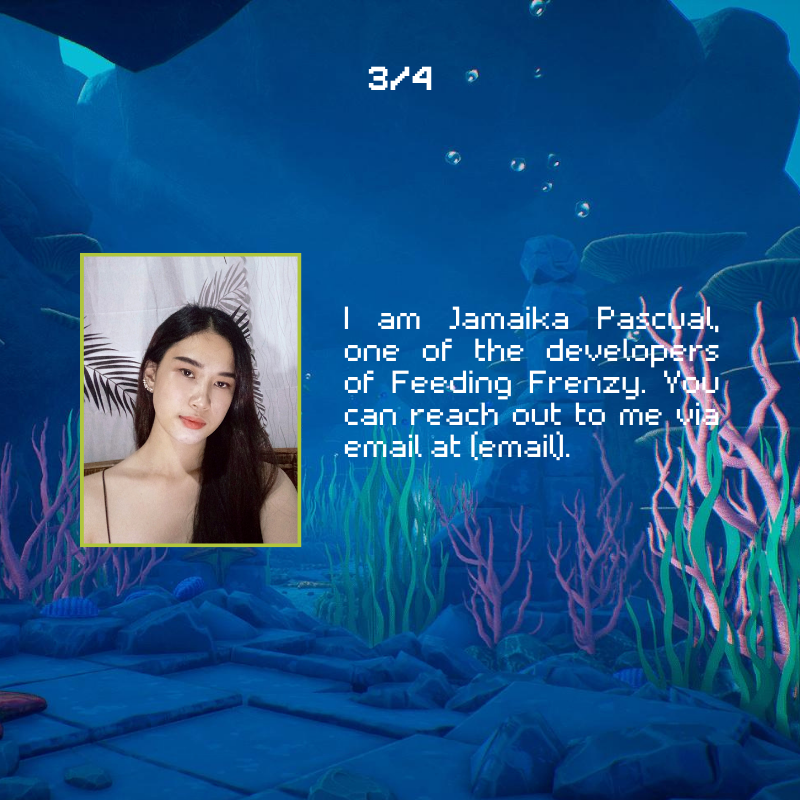 3/4
I am Jamaika Pascual,
one of the developers
of Feeding Frenzy. You
can reach out to me via
email at (email).